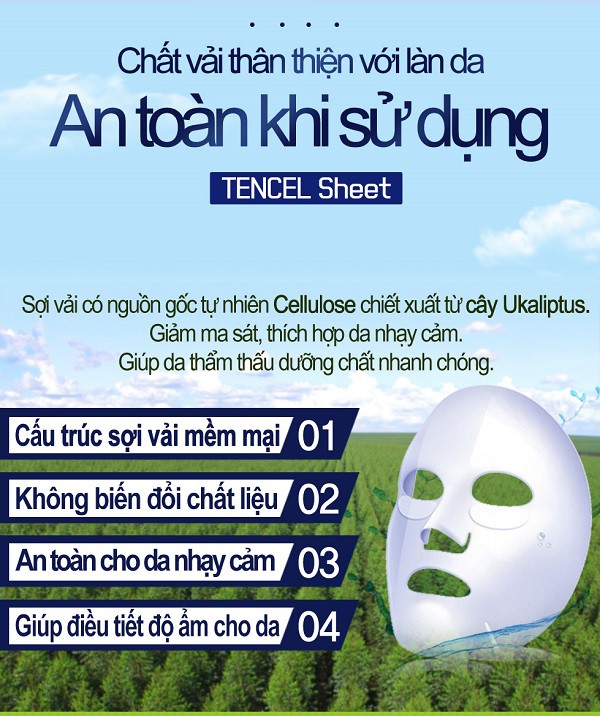 Chất vải thân thiện với làn da
An toàn khi sử dụng
TENCEL Sheet
Sợi vải có nguồn gốc tự nhiên Cellulose chiết xuất từ cây Ukaliptus.
Giảm ma sát, thích hợp da nhạy cảm.
Giúp da thẩm thấu dưỡng chất nhanh chóng.
Cấu trúc sợi vải mềm mại 01
Không biến đổi chất liệu 02
An toàn cho da nhạy cảm 03
Giúp điều tiết độ ẩm cho da 04